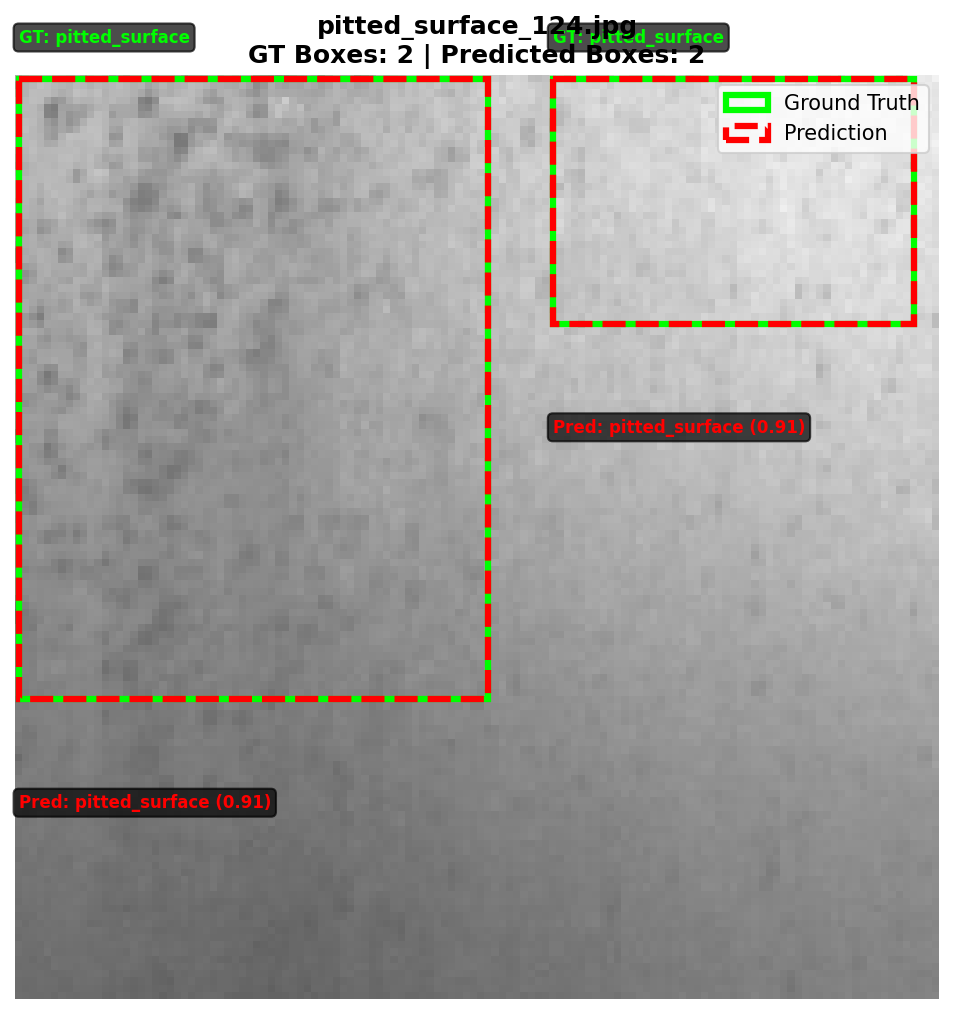 pitted_surface_124.jpg
GT Boxes: 2 | Predicted Boxes: 2
GT: pitted_surface
GT: pitted_surface
Ground Truth
Prediction
Pred: pitted_surface (0.91)
Pred: pitted_surface (0.91)